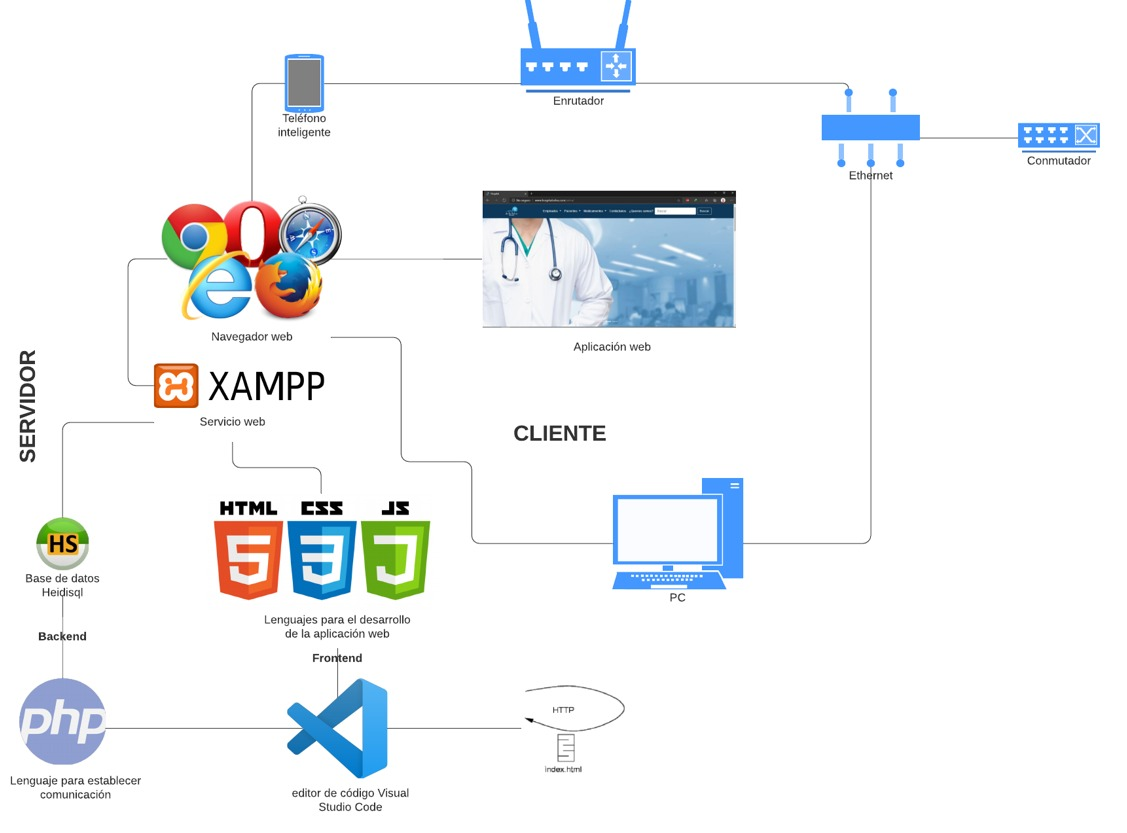 Enrutador
Teléfono
inteligente
Ethernet
Conmutador
Navegador web
Aplicación web
SERVIDOR
XAMPP
Servicio web
CLIENTE
HTML
CSS
JS
HS
Base de datos
Heidisql
PC
Lenguajes para el desarrollo
de la aplicación web
Backend
Frontend
php
HTTP
index.html
Lenguaje para establecer
comunicación
editor de código Visual
Studio Code